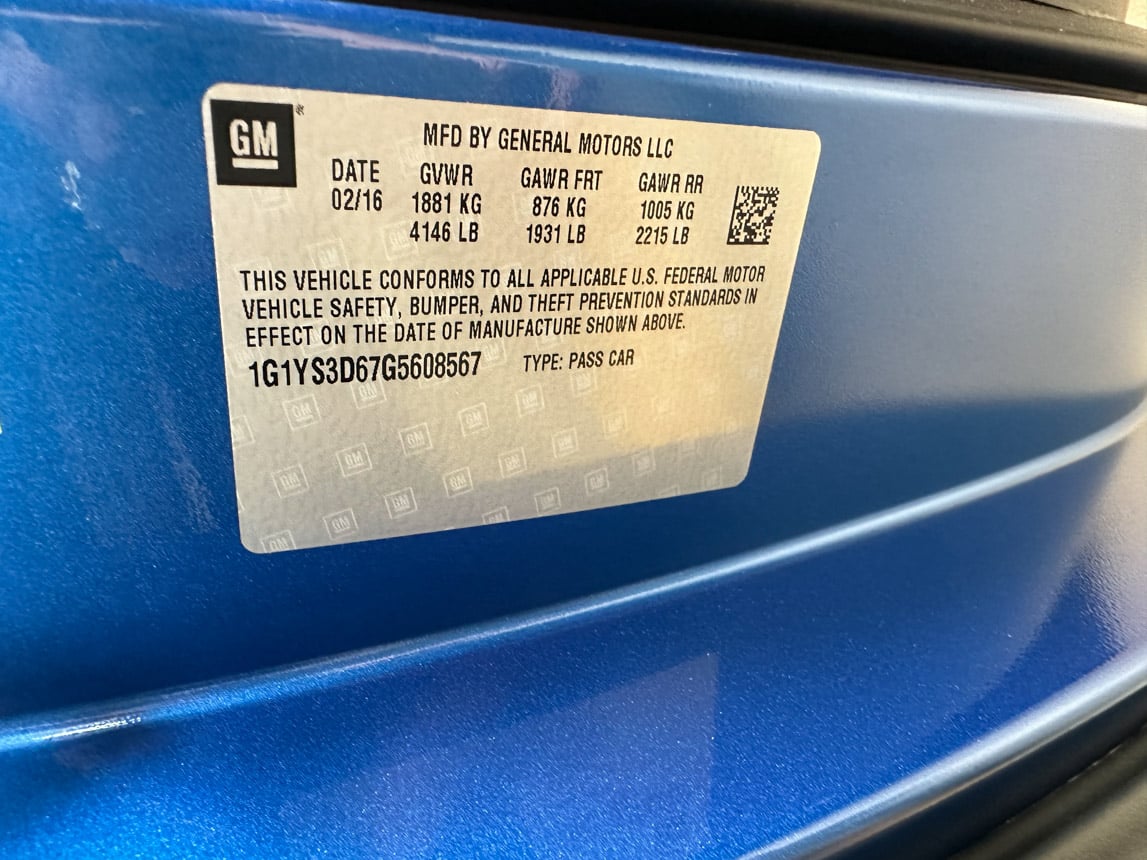 GM
MFD BY GENERAL MOTORS LLC
DATE GVWR GAWR FRT GAWR RR
02/16 1881 KG 876 KG 1005 KG
4146 LB 1931 LB 2215 LB
THIS VEHICLE CONFORMS TO ALL APPLICABLE U.S. FEDERAL MOTOR
VEHICLE SAFETY, BUMPER, AND THEFT PREVENTION STANDARDS IN
EFFECT ON THE DATE OF MANUFACTURE SHOWN ABOVE.
1G1YS3D67G5608567 TYPE: PASS CAR